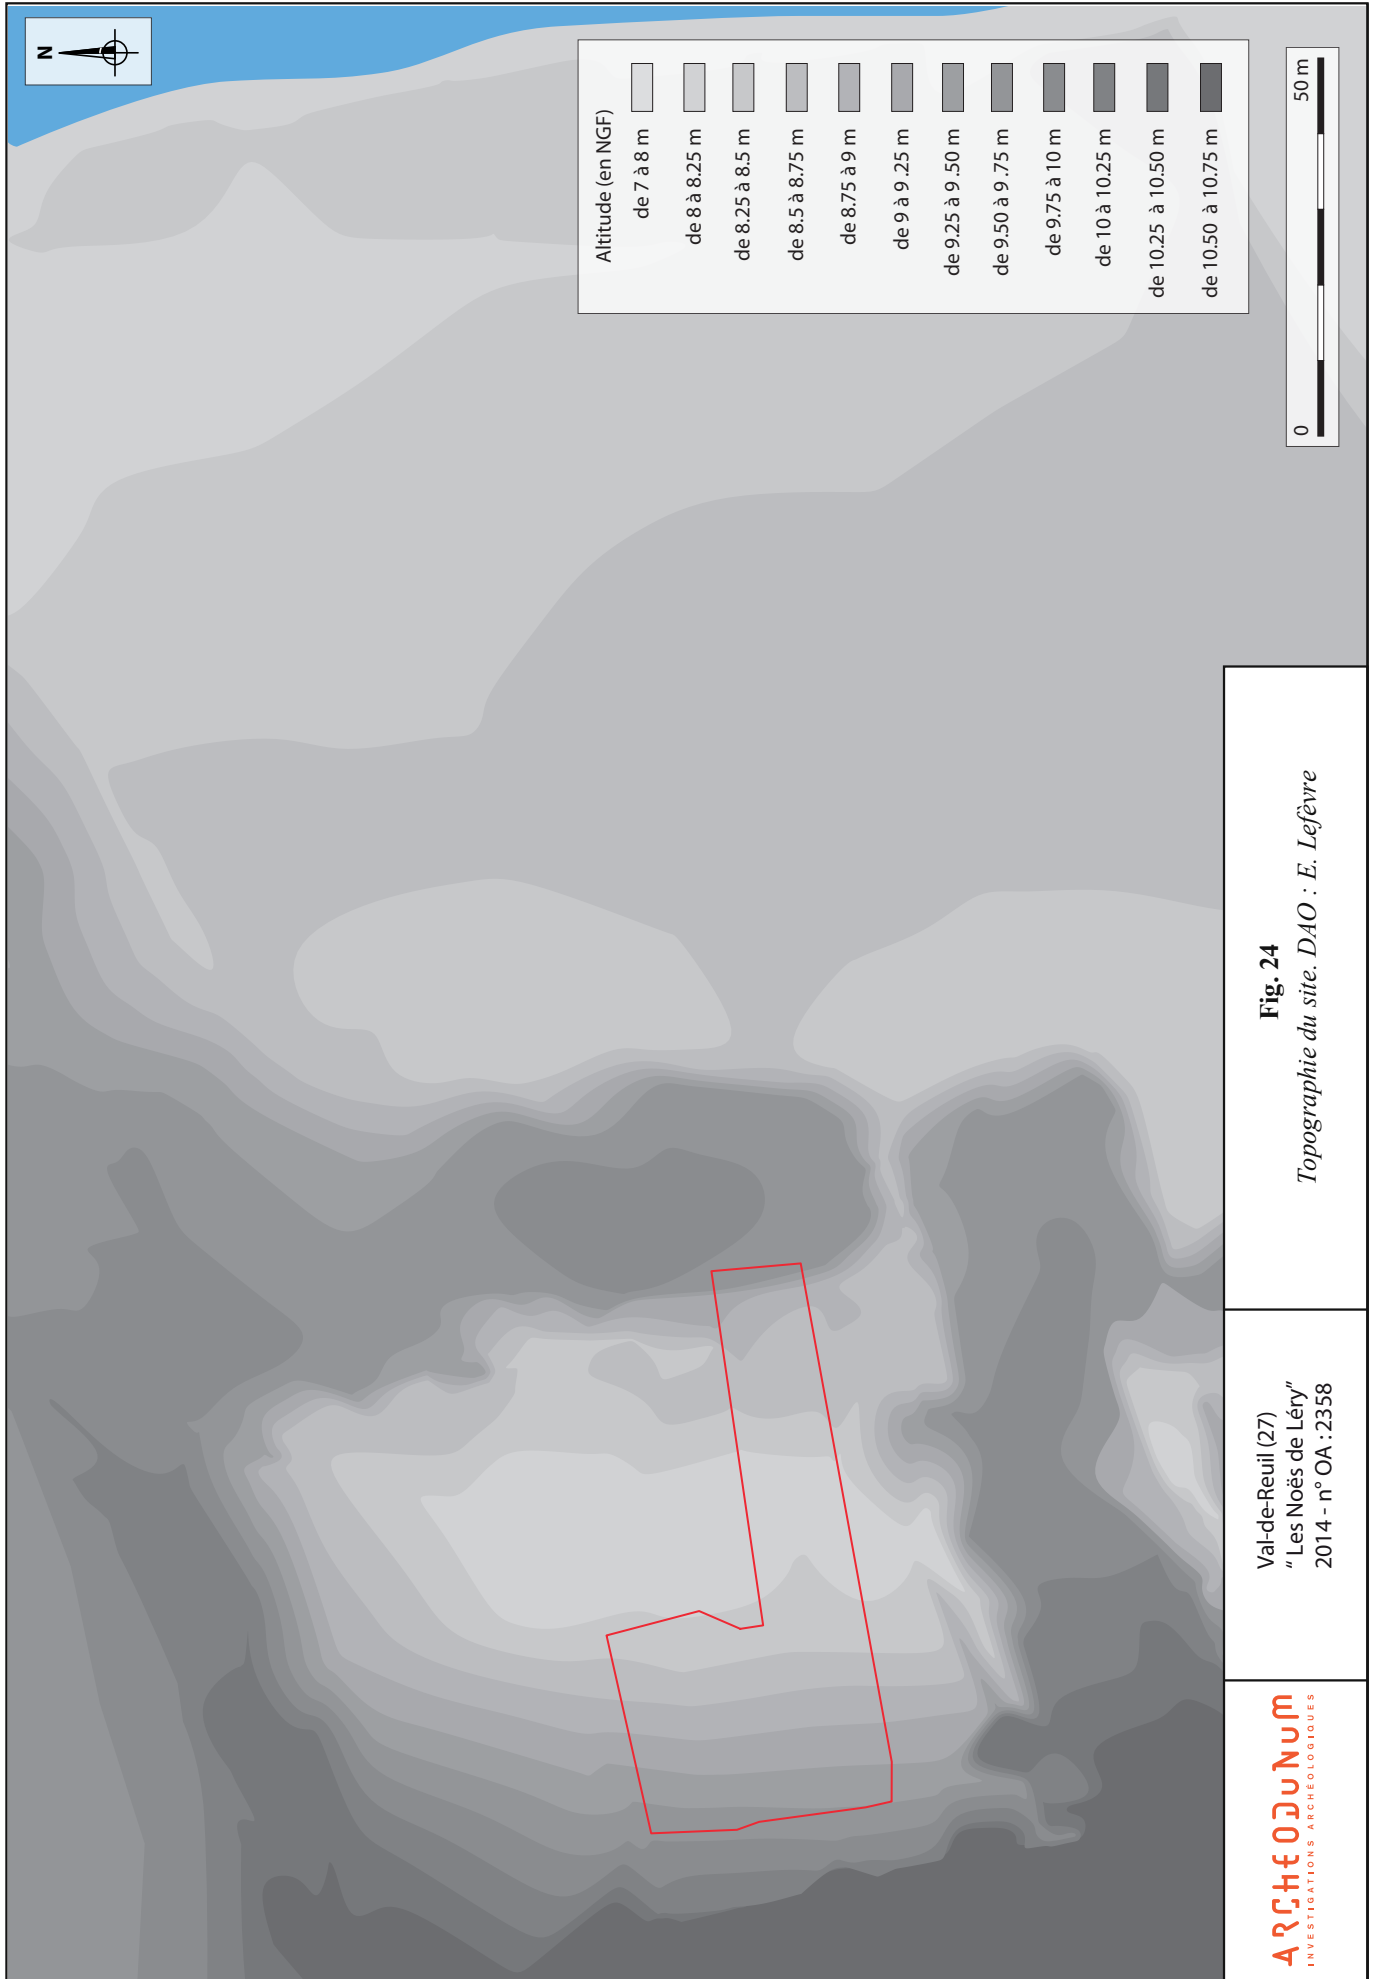 N
Altitude (en NGF)
de 7 à 8 m
de 8 à 8.25 m
de 8.25 à 8.5 m
de 8.5 à 8.75 m
de 8.75 à 9 m
de 9 à 9 .25 m
de 9.25 à 9 .50 m
de 9.50 à 9 .75 m
de 9.75 à 10 m
de 10 à 10.25 m
de 10.25 à 10.50 m
de 10.50 à 10.75 m
0 50 m
ARCHEODUNUM
INVESTIGATIONS ARCHÉOLOGIQUES
Val-de-Reuil (27)
“ Les Noës de Léry”
2014 - n° OA : 2358
Fig. 24
Topographie du site. DAO : E. Lefèvre